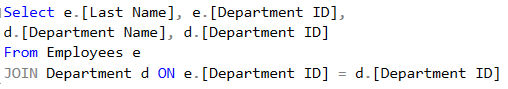 Select e.[Last Name], e.[Department ID],
d.[Department Name], d.[Department ID]
From Employees e
JOIN Department d ON e.[Department ID] = d.[Department ID]